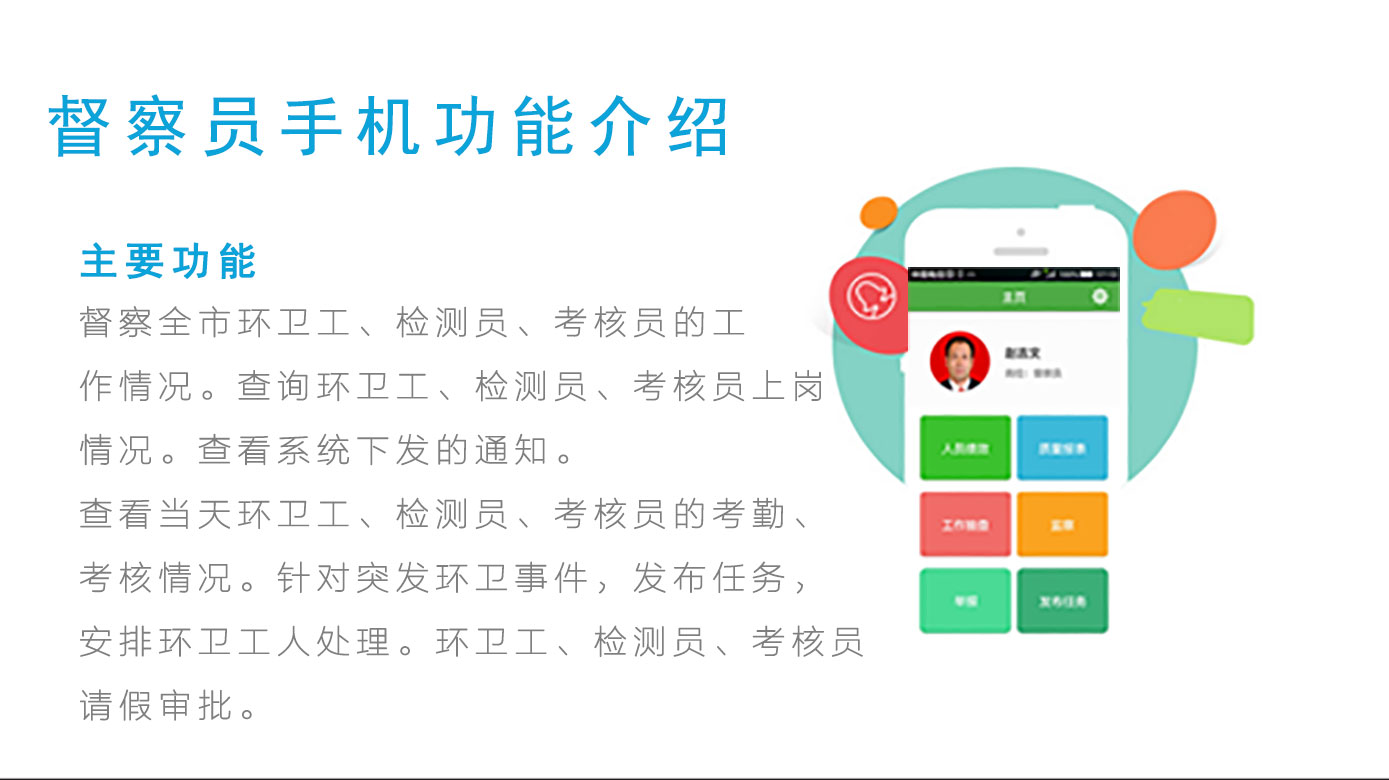 督察员手机功能介绍
主要功能
督察全市环卫工、检测员、考核员的工
作情况。查询环卫工、检测员、考核员上岗
情况。查看系统下发的通知。
查看当天环卫工、检测员、考核员的考勤、
考核情况。针对突发环卫事件，发布任务，
安排环卫工人处理。环卫工、检测员、考核员
请假审批。
主页
岗位：督察员
人员绩效
质量报表
工作抽查
监察
举报
发布任务